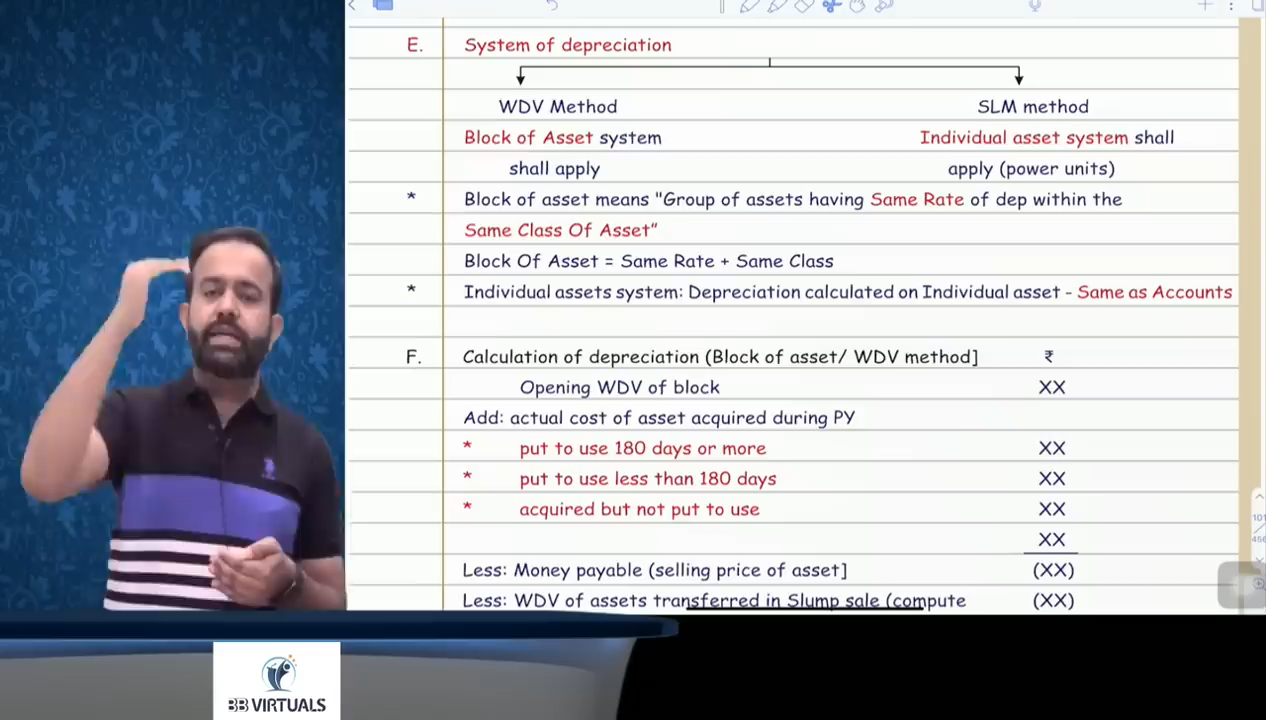 E. System of depreciation
WDV Method SLM method
Block of Asset system Individual asset system shall
shall apply apply (power units)
* Block of asset means "Group of assets having Same Rate of dep within the
Same Class Of Asset"
Block Of Asset = Same Rate + Same Class
* Individual assets system: Depreciation calculated on Individual asset - Same as Accounts
F. Calculation of depreciation (Block of asset/ WDV method] ₹
Opening WDV of block XX
Add: actual cost of asset acquired during PY
* put to use 180 days or more XX
* put to use less than 180 days XX
* acquired but not put to use XX
XX
Less: Money payable (selling price of asset] (XX)
Less: WDV of assets transferred in Slump sale (compute (XX)
101
456
BB VIRTUALS